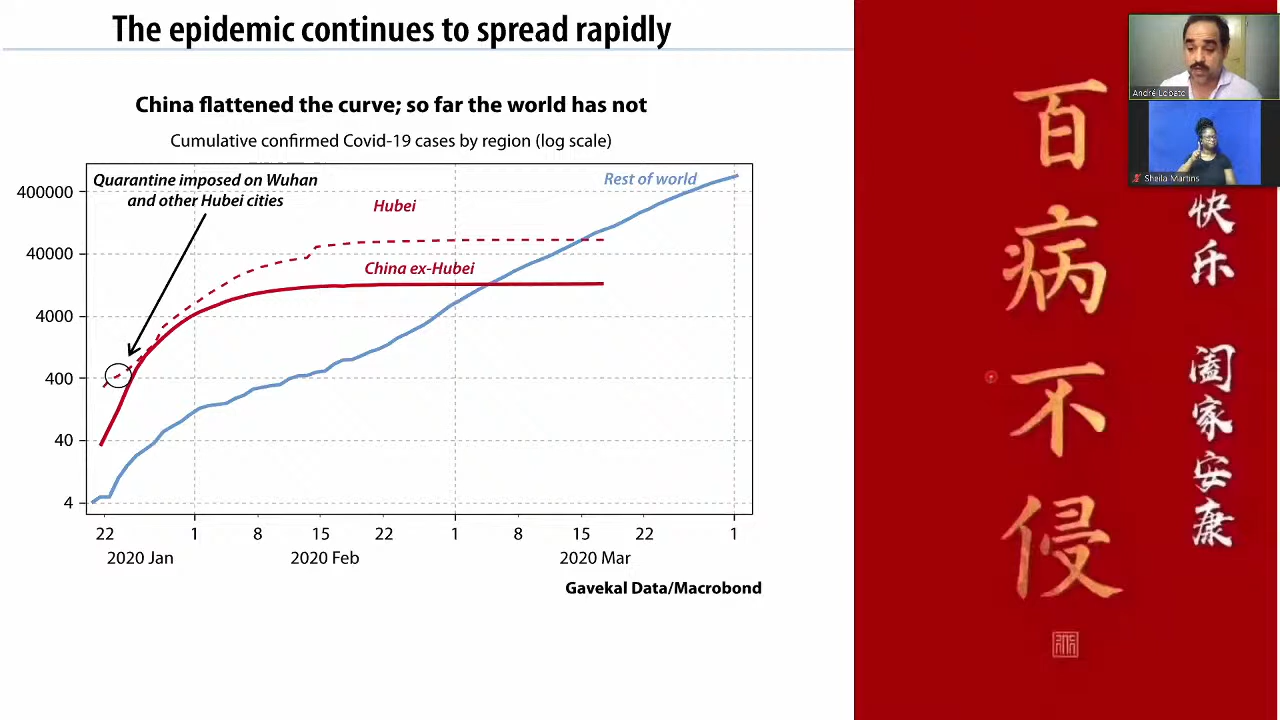 The epidemic continues to spread rapidly
China flattened the curve; so far the world has not
Cumulative confirmed Covid-19 cases by region (log scale)
Quarantine imposed on Wuhan
and other Hubei cities
Rest of world
Hubei
China ex-Hubei
400000
40000
4000
400
40
4
22
1
8
15
22
1
8
15
22
1
2020 Jan
2020 Feb
2020 Mar
Gavekal Data/Macrobond
百病不侵
快乐 阖家安康
André Lobato
Sheila Martins